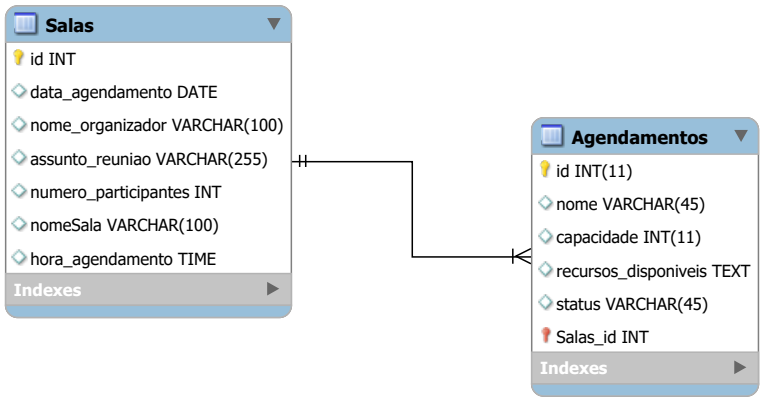 Salas
id INT
data_agendamento DATE
nome_organizador VARCHAR(100)
assunto_reuniao VARCHAR(255)
numero_participantes INT
nomeSala VARCHAR(100)
hora_agendamento TIME
Indexes
Agendamentos
id INT(11)
nome VARCHAR(45)
capacidade INT(11)
recursos_disponiveis TEXT
status VARCHAR(45)
Salas_id INT
Indexes